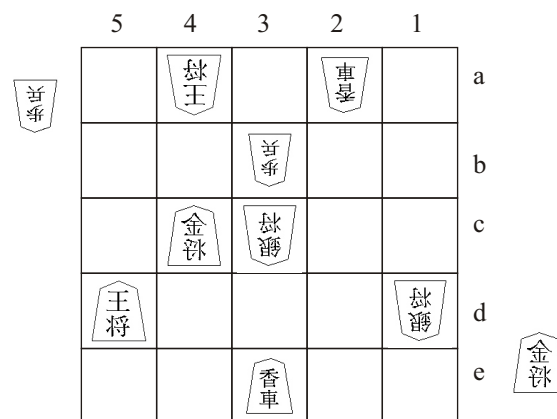 5 4 3 2 1
王将 香車 a
歩兵
歩兵 b
金将 銀将 c
王将 銀将 d
香車 e 金将